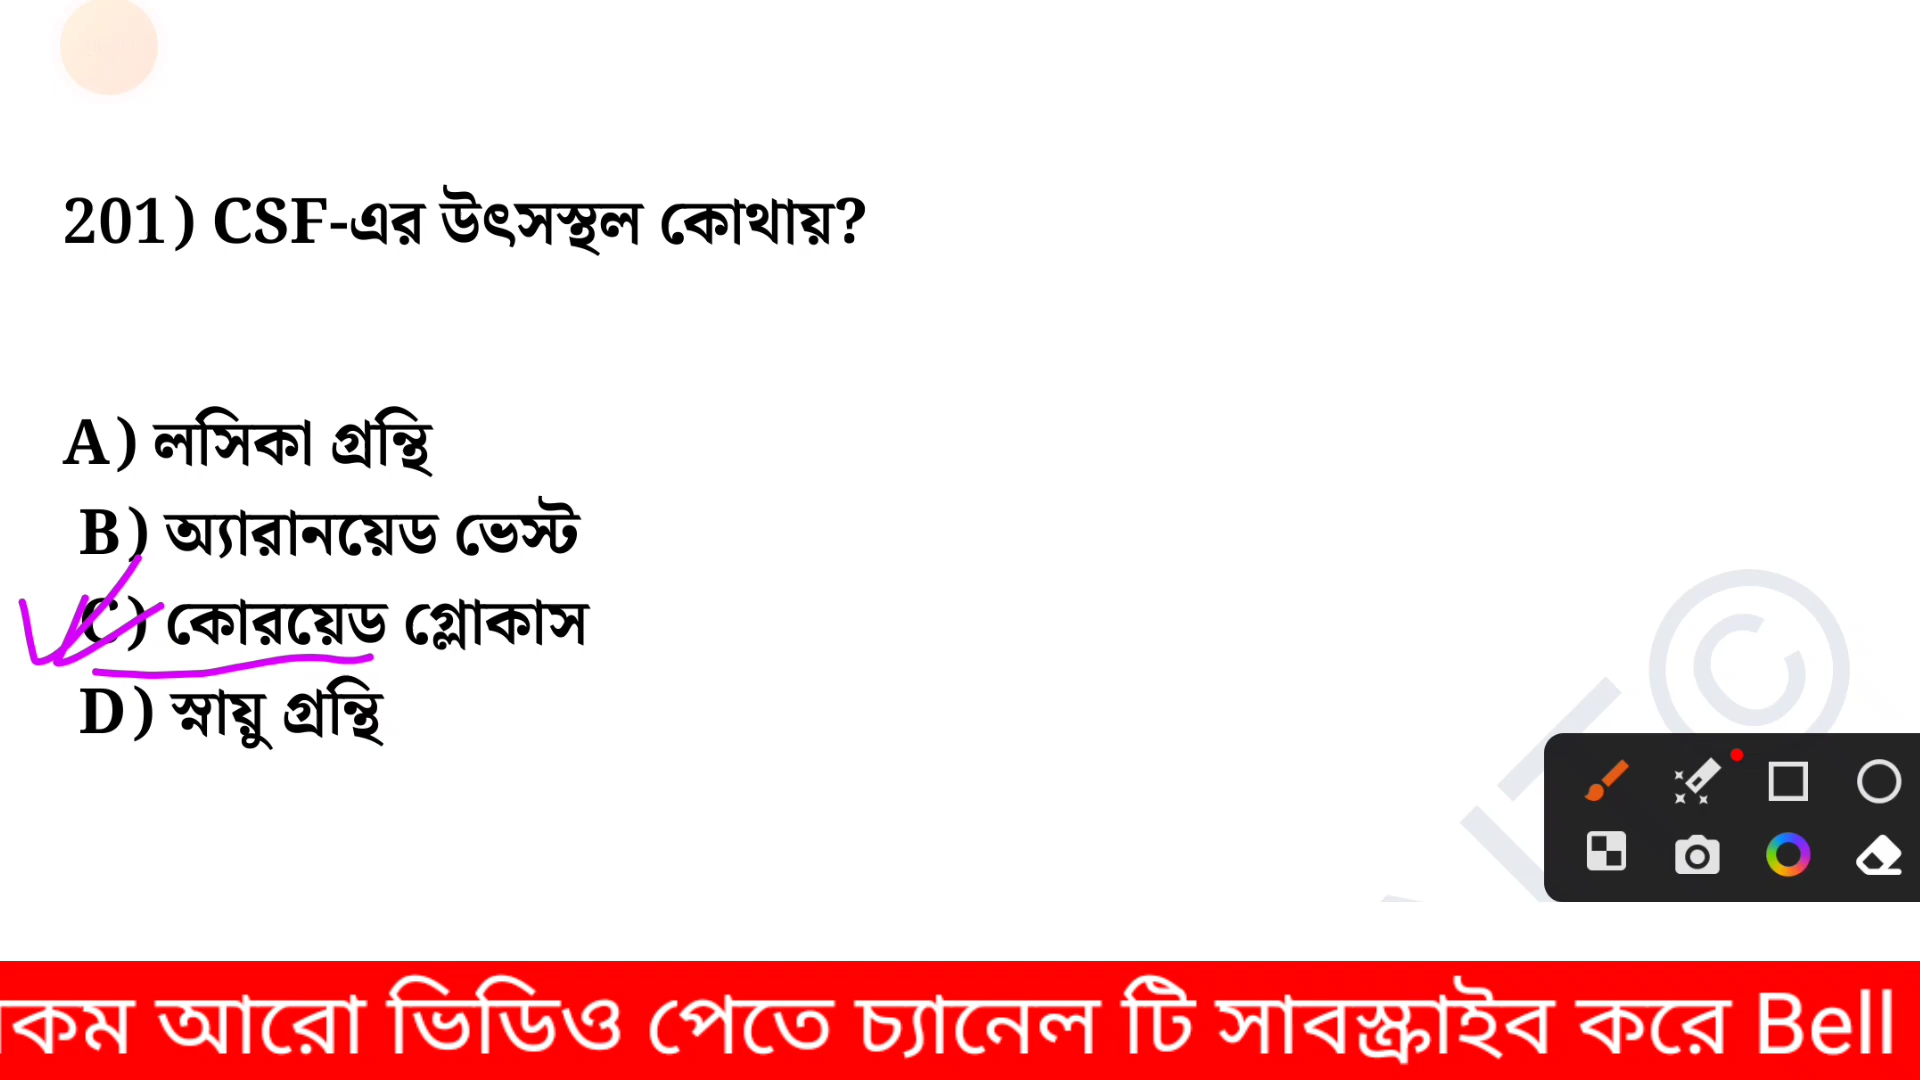 201) CSF-এর উৎসস্থল কোথায়?
A) লসিকা গ্রন্থি
B) অ্যারানয়েড ভেস্ট
C) কোরয়েড গ্লোকাস
D) স্নায়ু গ্রন্থি
কম আরো ভিডিও পেতে চ্যানেল টি সাবস্ক্রাইব করে Bell